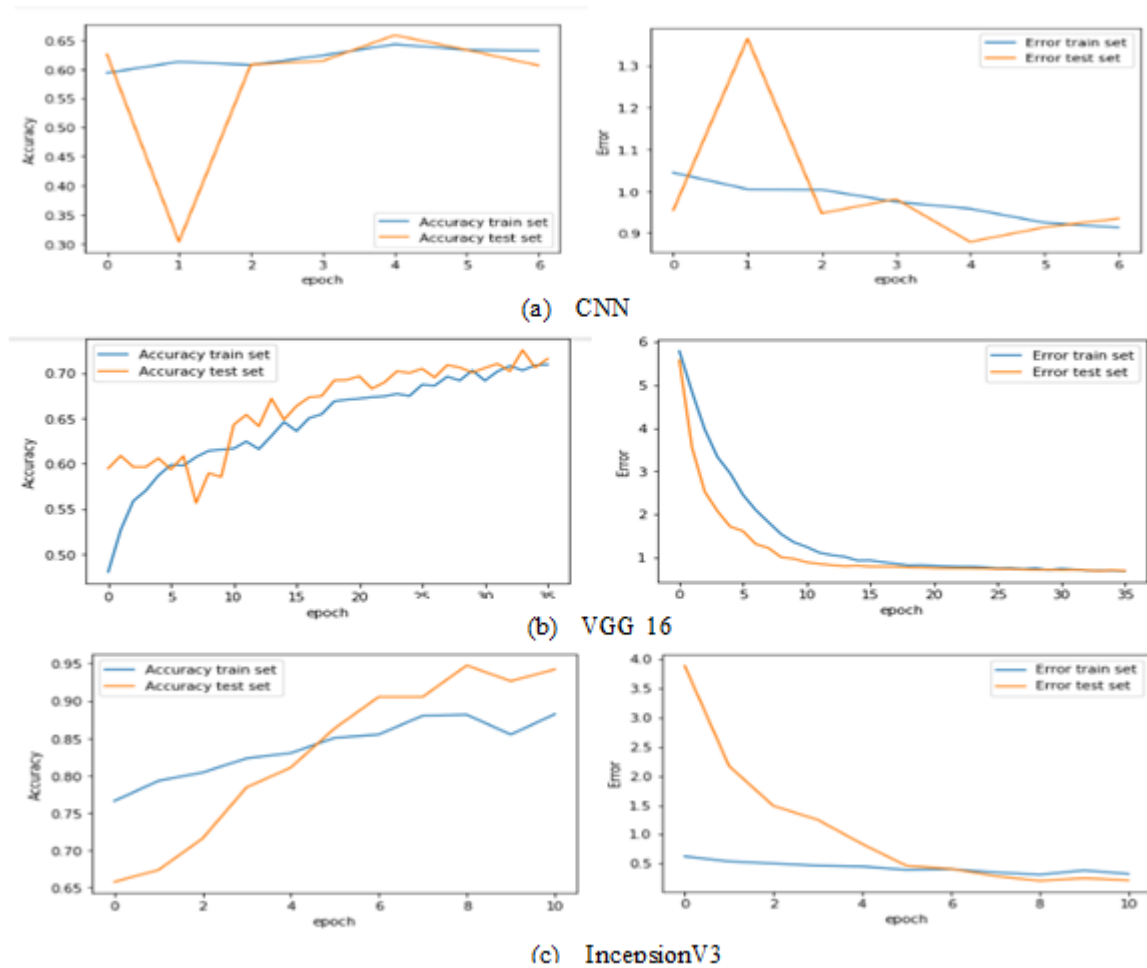 0.65
0.60
0.55
0.50
0.45
0.40
0.35
0.30
Accuracy
Accuracy train set
Accuracy test set
0 1 2 3 4 5 6
epoch
1.3
1.2
1.1
1.0
0.9
Error
Error train set
Error test set
0 1 2 3 4 5 6
epoch
(a) CNN
0.70
0.65
0.60
0.55
0.50
Accuracy
Accuracy train set
Accuracy test set
0 5 10 15 20
epoch
6
5
4
3
2
1
Error
Error train set
Error test set
0 5 10 15 20 25 30 35
epoch
(b) VGG 16
0.95
0.90
0.85
0.80
0.75
0.70
0.65
Accuracy
Accuracy train set
Accuracy test set
0 2 4 6 8 10
epoch
4.0
3.5
3.0
2.5
2.0
1.5
1.0
0.5
Error
Error train set
Error test set
0 2 4 6 8 10
epoch
(c) IncepsionV3